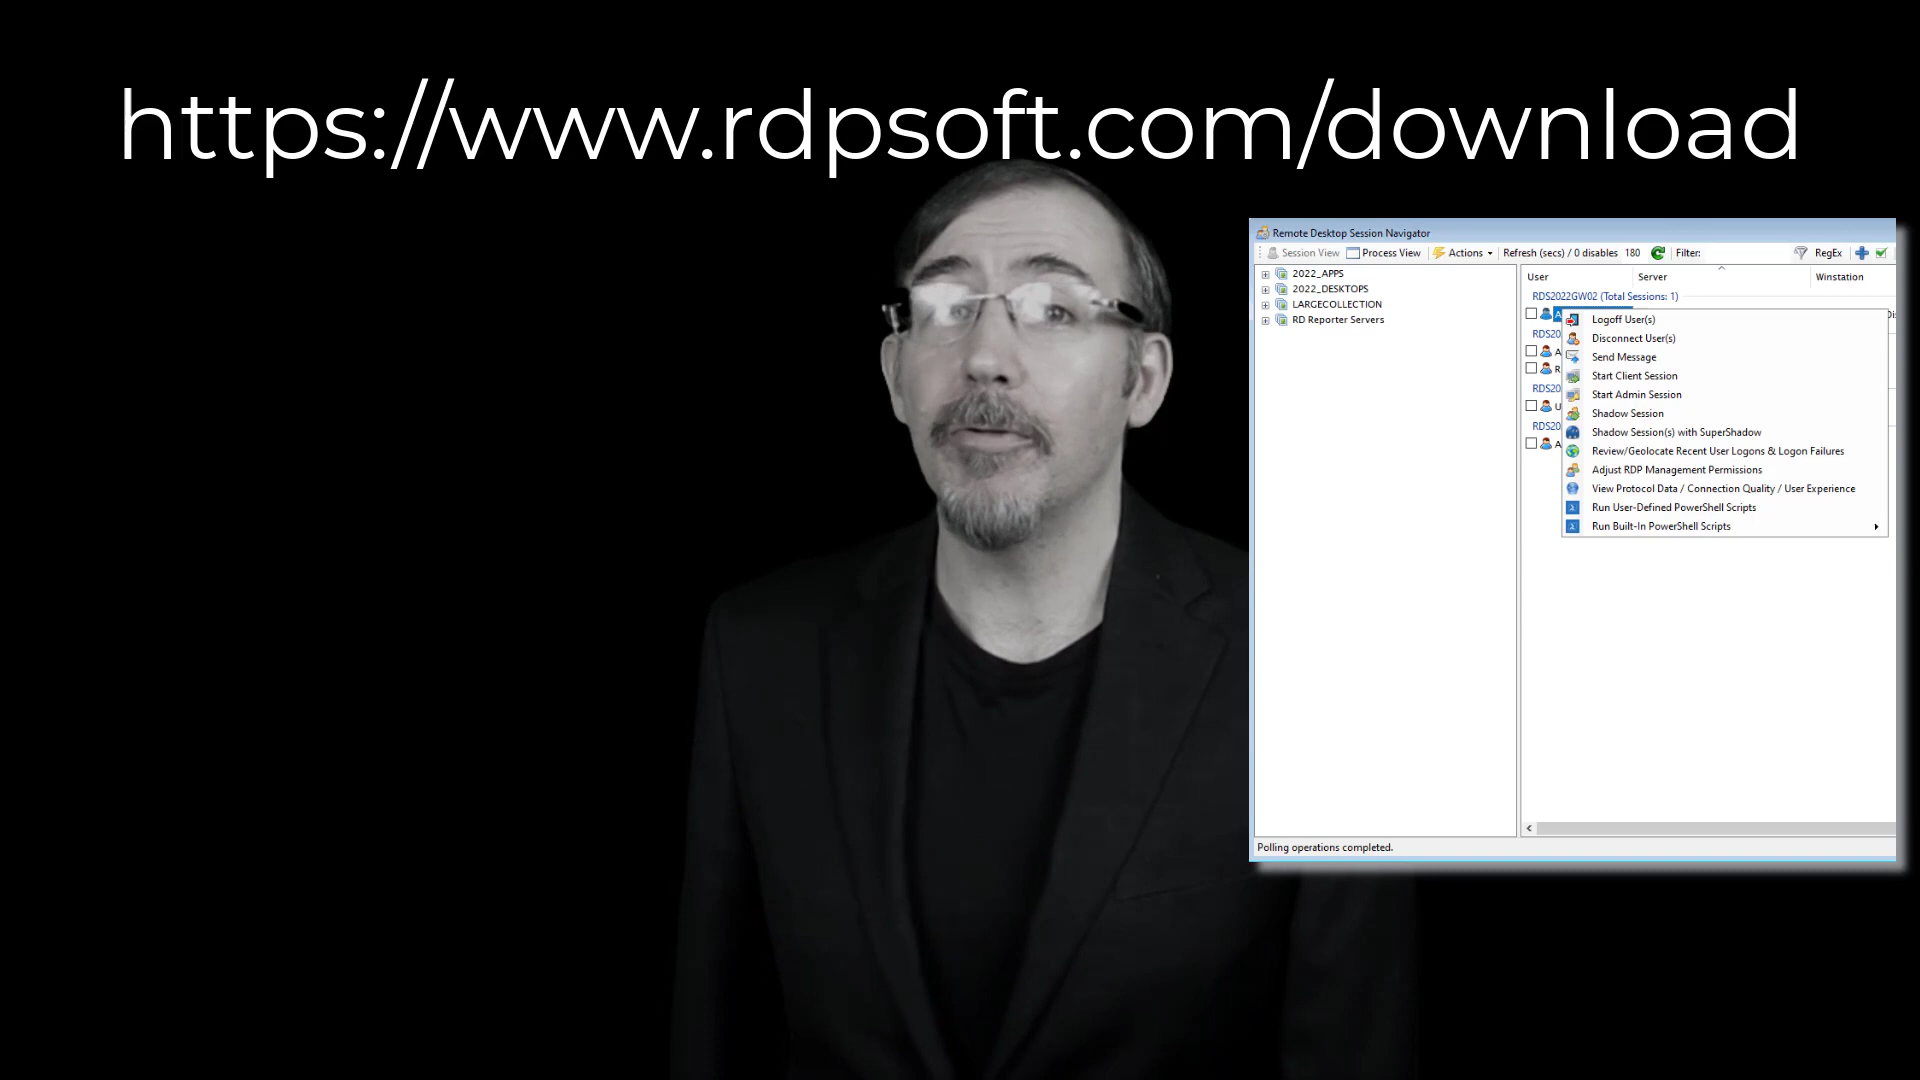 https://www.rdpsoft.com/download
Remote Desktop Session Navigator
Session View Process View Actions Refresh (secs) / 0 disables 180 Filter: RegEx
2022_APPS
2022_DESKTOPS
LARGECOLLECTION
RD Reporter Servers
User Server Winstation
RDS2022GW02 (Total Sessions: 1)
A
RDS20
A
R
RDS20
U
RDS20
A
Logoff User(s)
Disconnect User(s)
Send Message
Start Client Session
Start Admin Session
Shadow Session
Shadow Session(s) with SuperShadow
Review/Geolocate Recent User Logons & Logon Failures
Adjust RDP Management Permissions
View Protocol Data / Connection Quality / User Experience
Run User-Defined PowerShell Scripts
Run Built-In PowerShell Scripts
Polling operations completed.